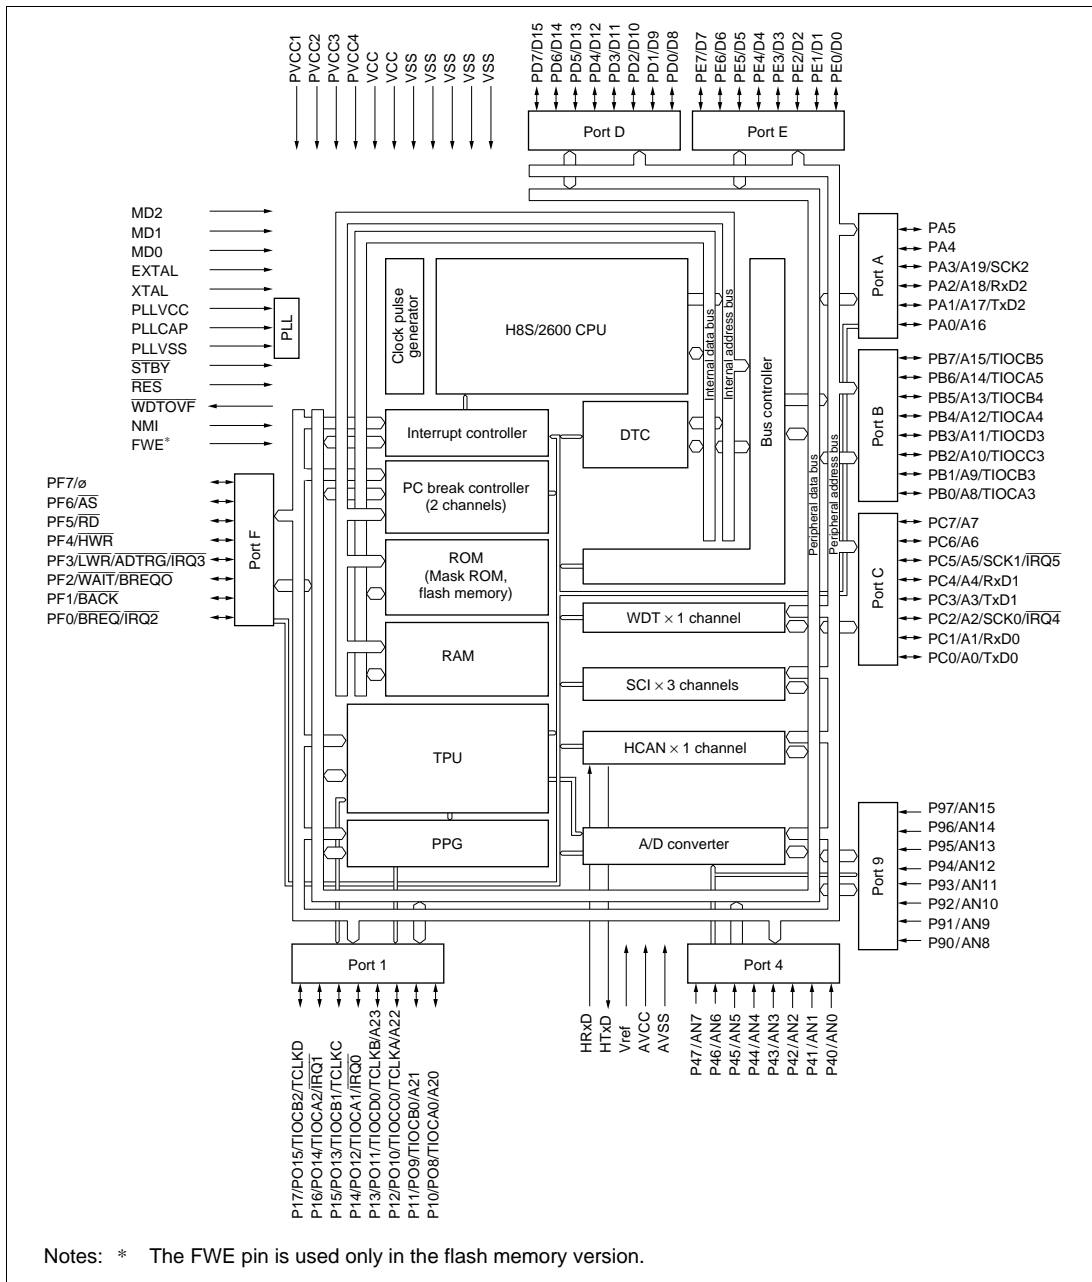 PVCC1
PVCC2
PVCC3
PVCC4
VCC
VCC
VSS
VSS
VSS
VSS
VSS
PD7/D15
PD6/D14
PD5/D13
PD4/D12
PD3/D11
PD2/D10
PD1/D9
PD0/D8
PE7/D7
PE6/D6
PE5/D5
PE4/D4
PE3/D3
PE2/D2
PE1/D1
PE0/D0
Port D
Port E
MD2
MD1
MD0
EXTAL
XTAL
PLLVCC
PLLCAP
PLLVSS
STBY
RES
WDTOVF
NMI
FWE*
PLL
Clock pulse
generator
H8S/2600 CPU
Internal data bus
Internal address bus
Bus controller
Peripheral data bus
Peripheral address bus
Port A
PA5
PA4
PA3/A19/SCK2
PA2/A18/RxD2
PA1/A17/TxD2
PA0/A16
Interrupt controller
DTC
Port B
PB7/A15/TIOCB5
PB6/A14/TIOCA5
PB5/A13/TIOCB4
PB4/A12/TIOCA4
PB3/A11/TIOCD3
PB2/A10/TIOCC3
PB1/A9/TIOCB3
PB0/A8/TIOCA3
PC break controller
(2 channels)
PF7/ø
PF6/AS
PF5/RD
PF4/HWR
PF3/LWR/ADTRG/IRQ3
PF2/WAIT/BREQO
PF1/BACK
PF0/BREQ/IRQ2
Port F
ROM
(Mask ROM,
flash memory)
Port C
PC7/A7
PC6/A6
PC5/A5/SCK1/IRQ5
PC4/A4/RxD1
PC3/A3/TxD1
PC2/A2/SCK0/IRQ4
PC1/A1/RxD0
PC0/A0/TxD0
WDT × 1 channel
RAM
SCI × 3 channels
TPU
HCAN × 1 channel
PPG
A/D converter
Port 9
P97/AN15
P96/AN14
P95/AN13
P94/AN12
P93/AN11
P92/AN10
P91/AN9
P90/AN8
Port 1
Port 4
P17/PO15/TIOCB2/TCLKD
P16/PO14/TIOCA2/IRQ1
P15/PO13/TIOCB1/TCLKC
P14/PO12/TIOCA1/IRQ0
P13/PO11/TIOCD0/TCLKB/A23
P12/PO10/TIOCC0/TCLKA/A22
P11/PO9/TIOCB0/A21
P10/PO8/TIOCA0/A20
HRxD
HTxD
Vref
AVCC
AVSS
P47/AN7
P46/AN6
P45/AN5
P44/AN4
P43/AN3
P42/AN2
P41/AN1
P40/AN0
Notes: * The FWE pin is used only in the flash memory version.